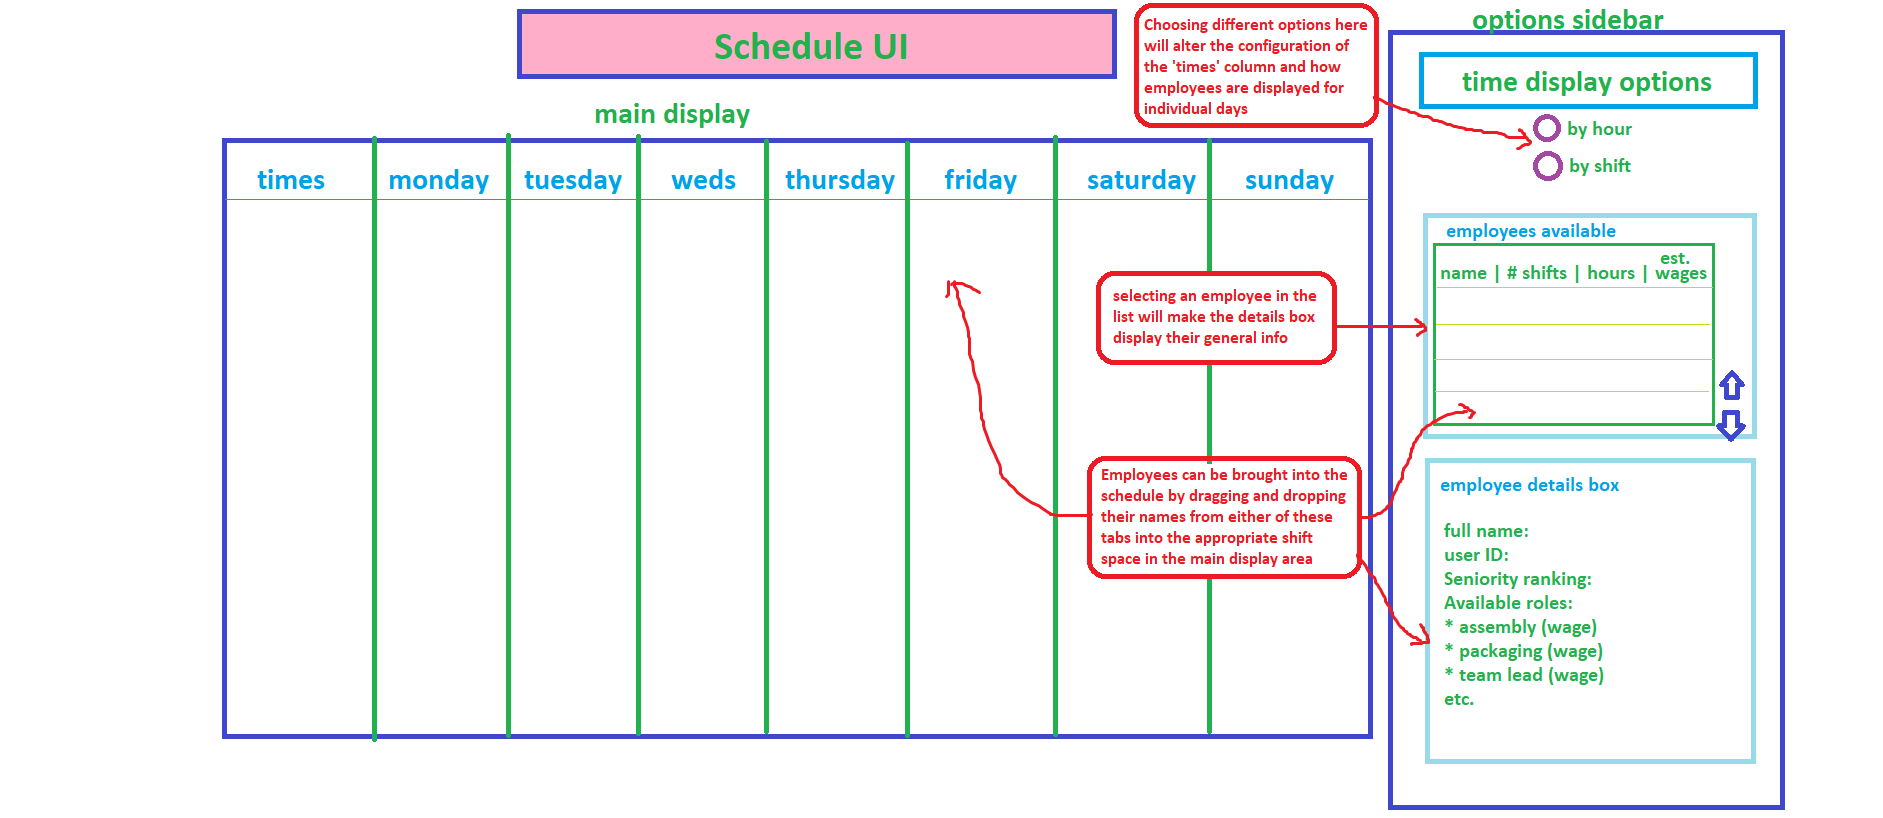 Schedule UI
main display
times
monday
tuesday
weds
thursday
friday
saturday
sunday
Choosing different options here
will alter the configuration of
the 'times' column and how
employees are displayed for
individual days
selecting an employee in the
list will make the details box
display their general info
Employees can be brought into the
schedule by dragging and dropping
their names from either of these
tabs into the appropriate shift
space in the main display area
options sidebar
time display options
by hour
by shift
employees available
name | # shifts | hours | est. wages
employee details box
full name:
user ID:
Seniority ranking:
Available roles:
* assembly (wage)
* packaging (wage)
* team lead (wage)
etc.